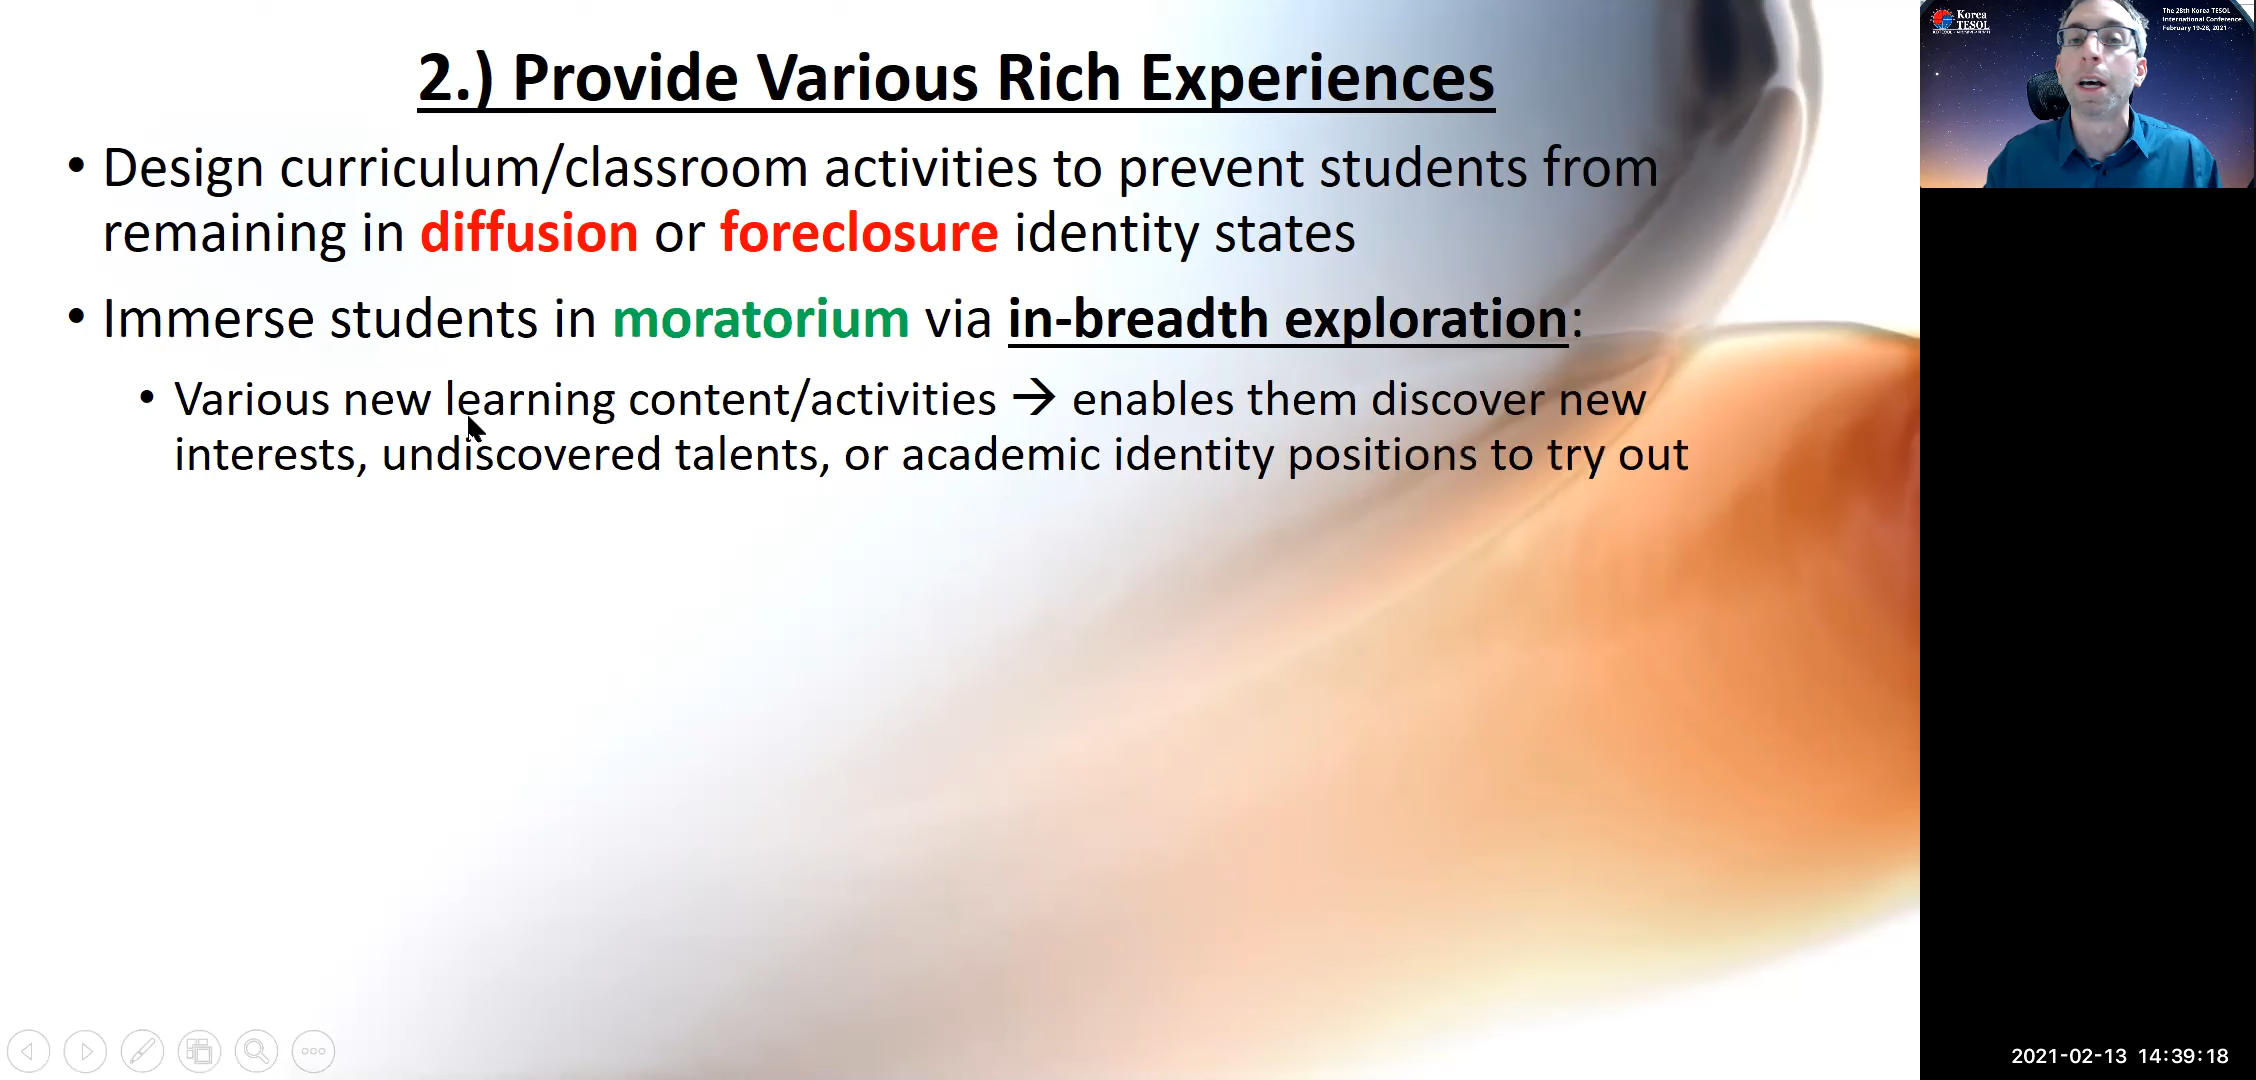 2.) Provide Various Rich Experiences
• Design curriculum/classroom activities to prevent students from
remaining in diffusion or foreclosure identity states
• Immerse students in moratorium via in-breadth exploration:
• Various new learning content/activities → enables them discover new
interests, undiscovered talents, or academic identity positions to try out
Korea
TESOL
The 28th Korea TESOL
International Conference
February 19-28, 2021
2021-02-13 14:39:18